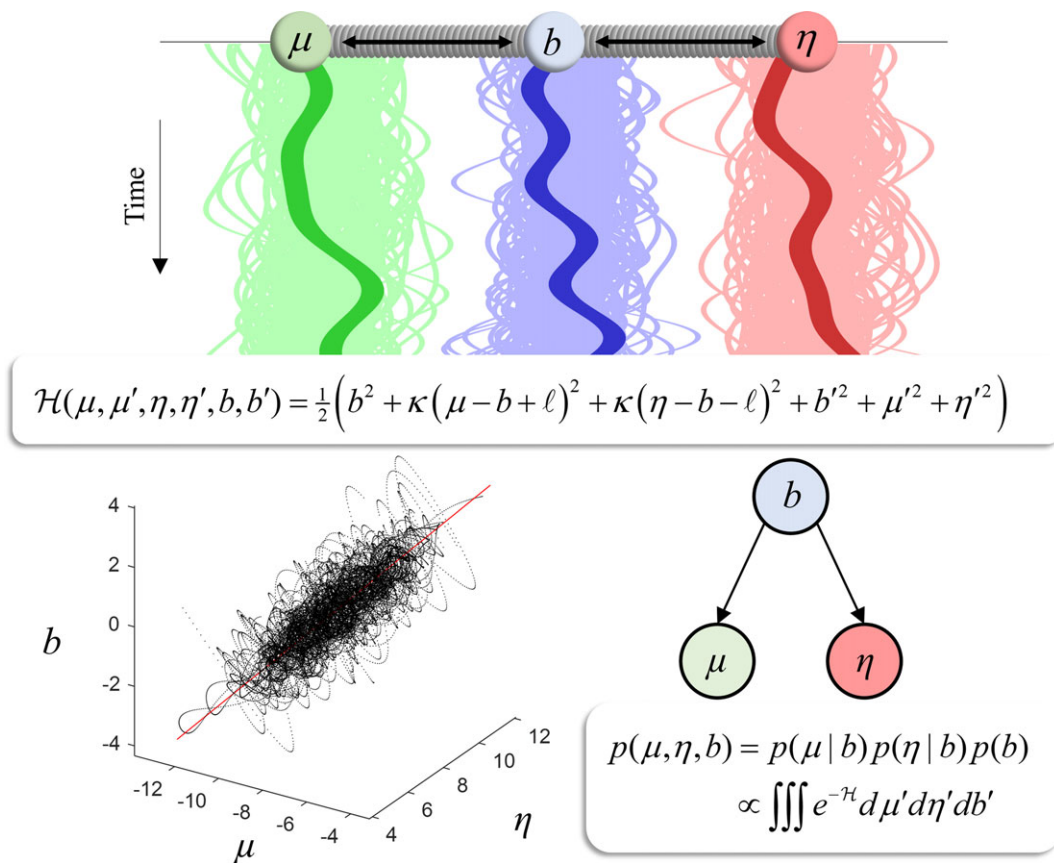 μ b η
Time
ℋ(μ,μ′,η,η′,b,b′) = ½(b² + κ(μ−b+ℓ)² + κ(η−b−ℓ)² + b′² + μ′² + η′²)
b
4
2
0
-2
-4
-12 -10 -8 -6 -4
μ
4 6 8 10 12
η
b
μ η
p(μ,η,b) = p(μ|b)p(η|b)p(b)
∝ ∭ e^{−ℋ} dμ′dη′db′